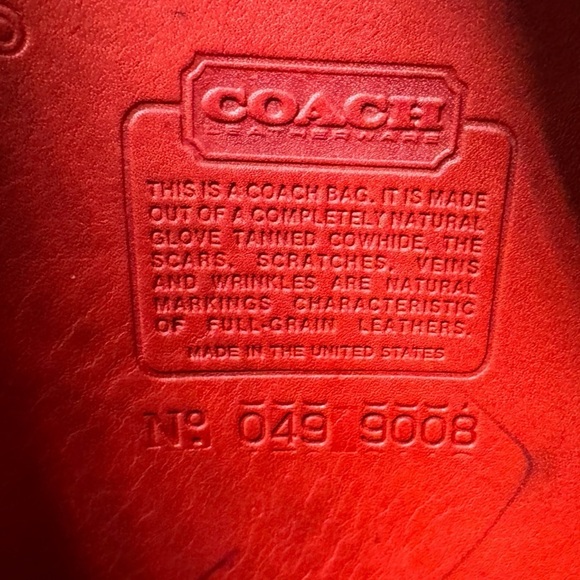 COACH
LEATHERWARE
THIS IS A COACH BAG. IT IS MADE
OUT OF A COMPLETELY NATURAL
GLOVE TANNED COWHIDE, THE
SCARS, SCRATCHES, VEINS
AND WRINKLES ARE NATURAL
MARKINGS CHARACTERISTIC
OF FULL-GRAIN LEATHERS.
MADE IN THE UNITED STATES
No. 049 9008